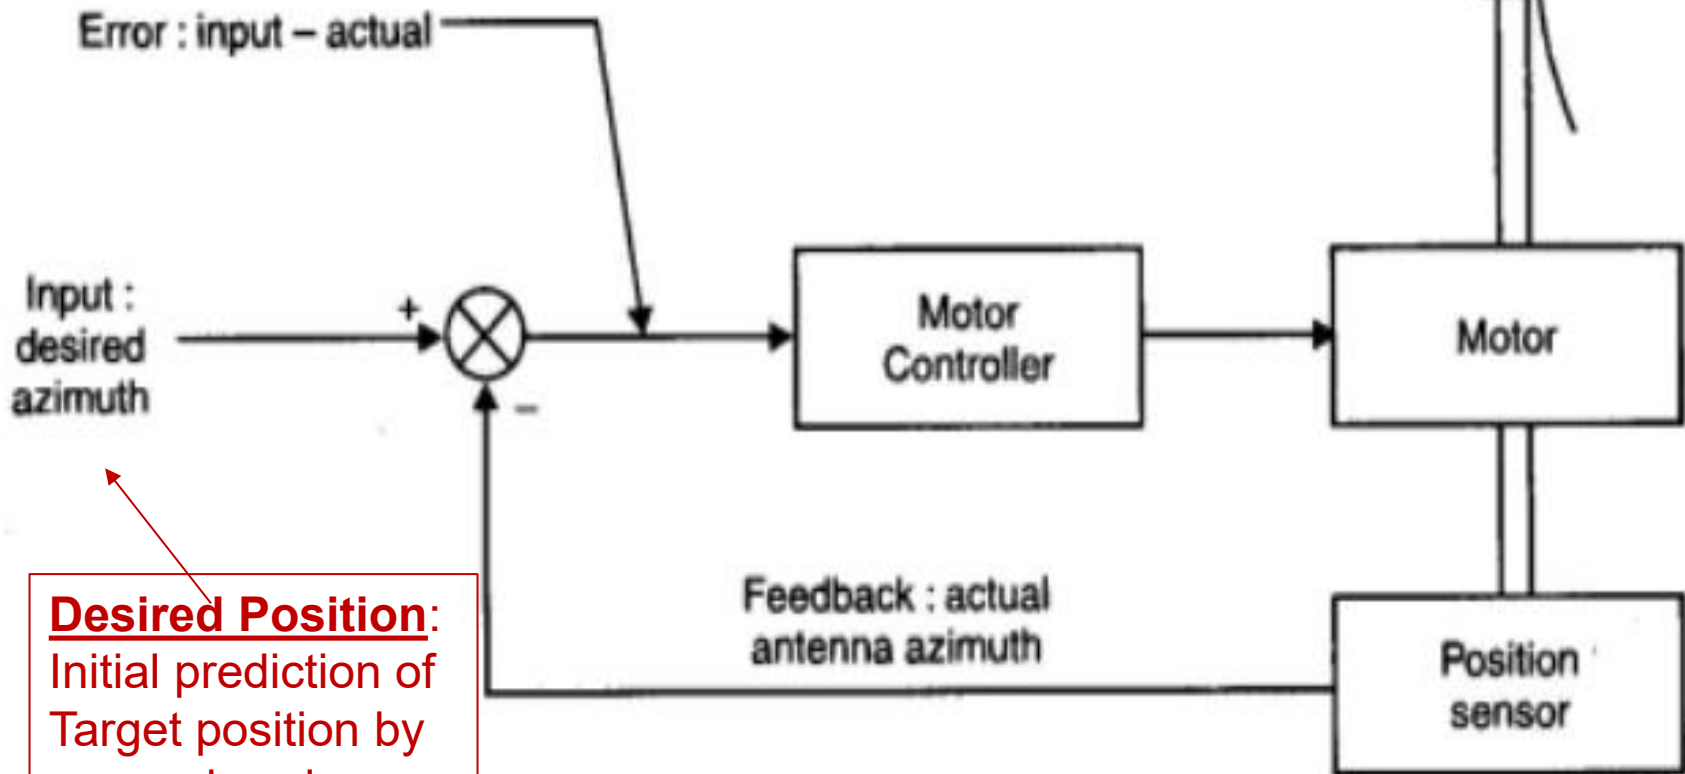 Error : input – actual
Input :
desired
azimuth
+
–
Motor
Controller
Motor
Feedback : actual
antenna azimuth
Position
sensor
Desired Position:
Initial prediction of
Target position by